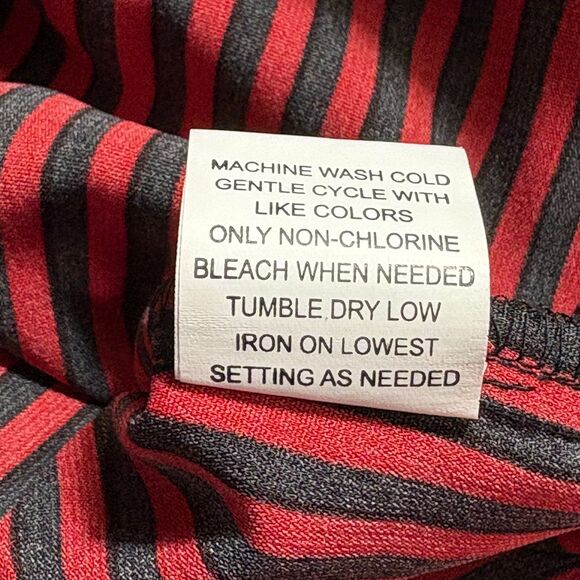 MACHINE WASH COLD
GENTLE CYCLE WITH
LIKE COLORS
ONLY NON-CHLORINE
BLEACH WHEN NEEDED
TUMBLE DRY LOW
IRON ON LOWEST
SETTING AS NEEDED